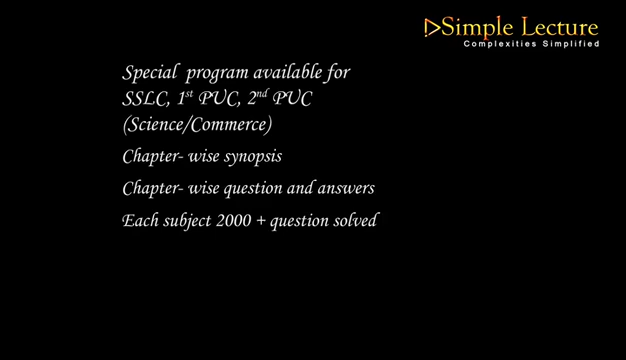 Simple Lecture
Complexities Simplified
Special program available for
SSLC, 1st PUC, 2nd PUC
(Science/Commerce)
Chapter- wise synopsis
Chapter- wise question and answers
Each subject 2000 + question solved